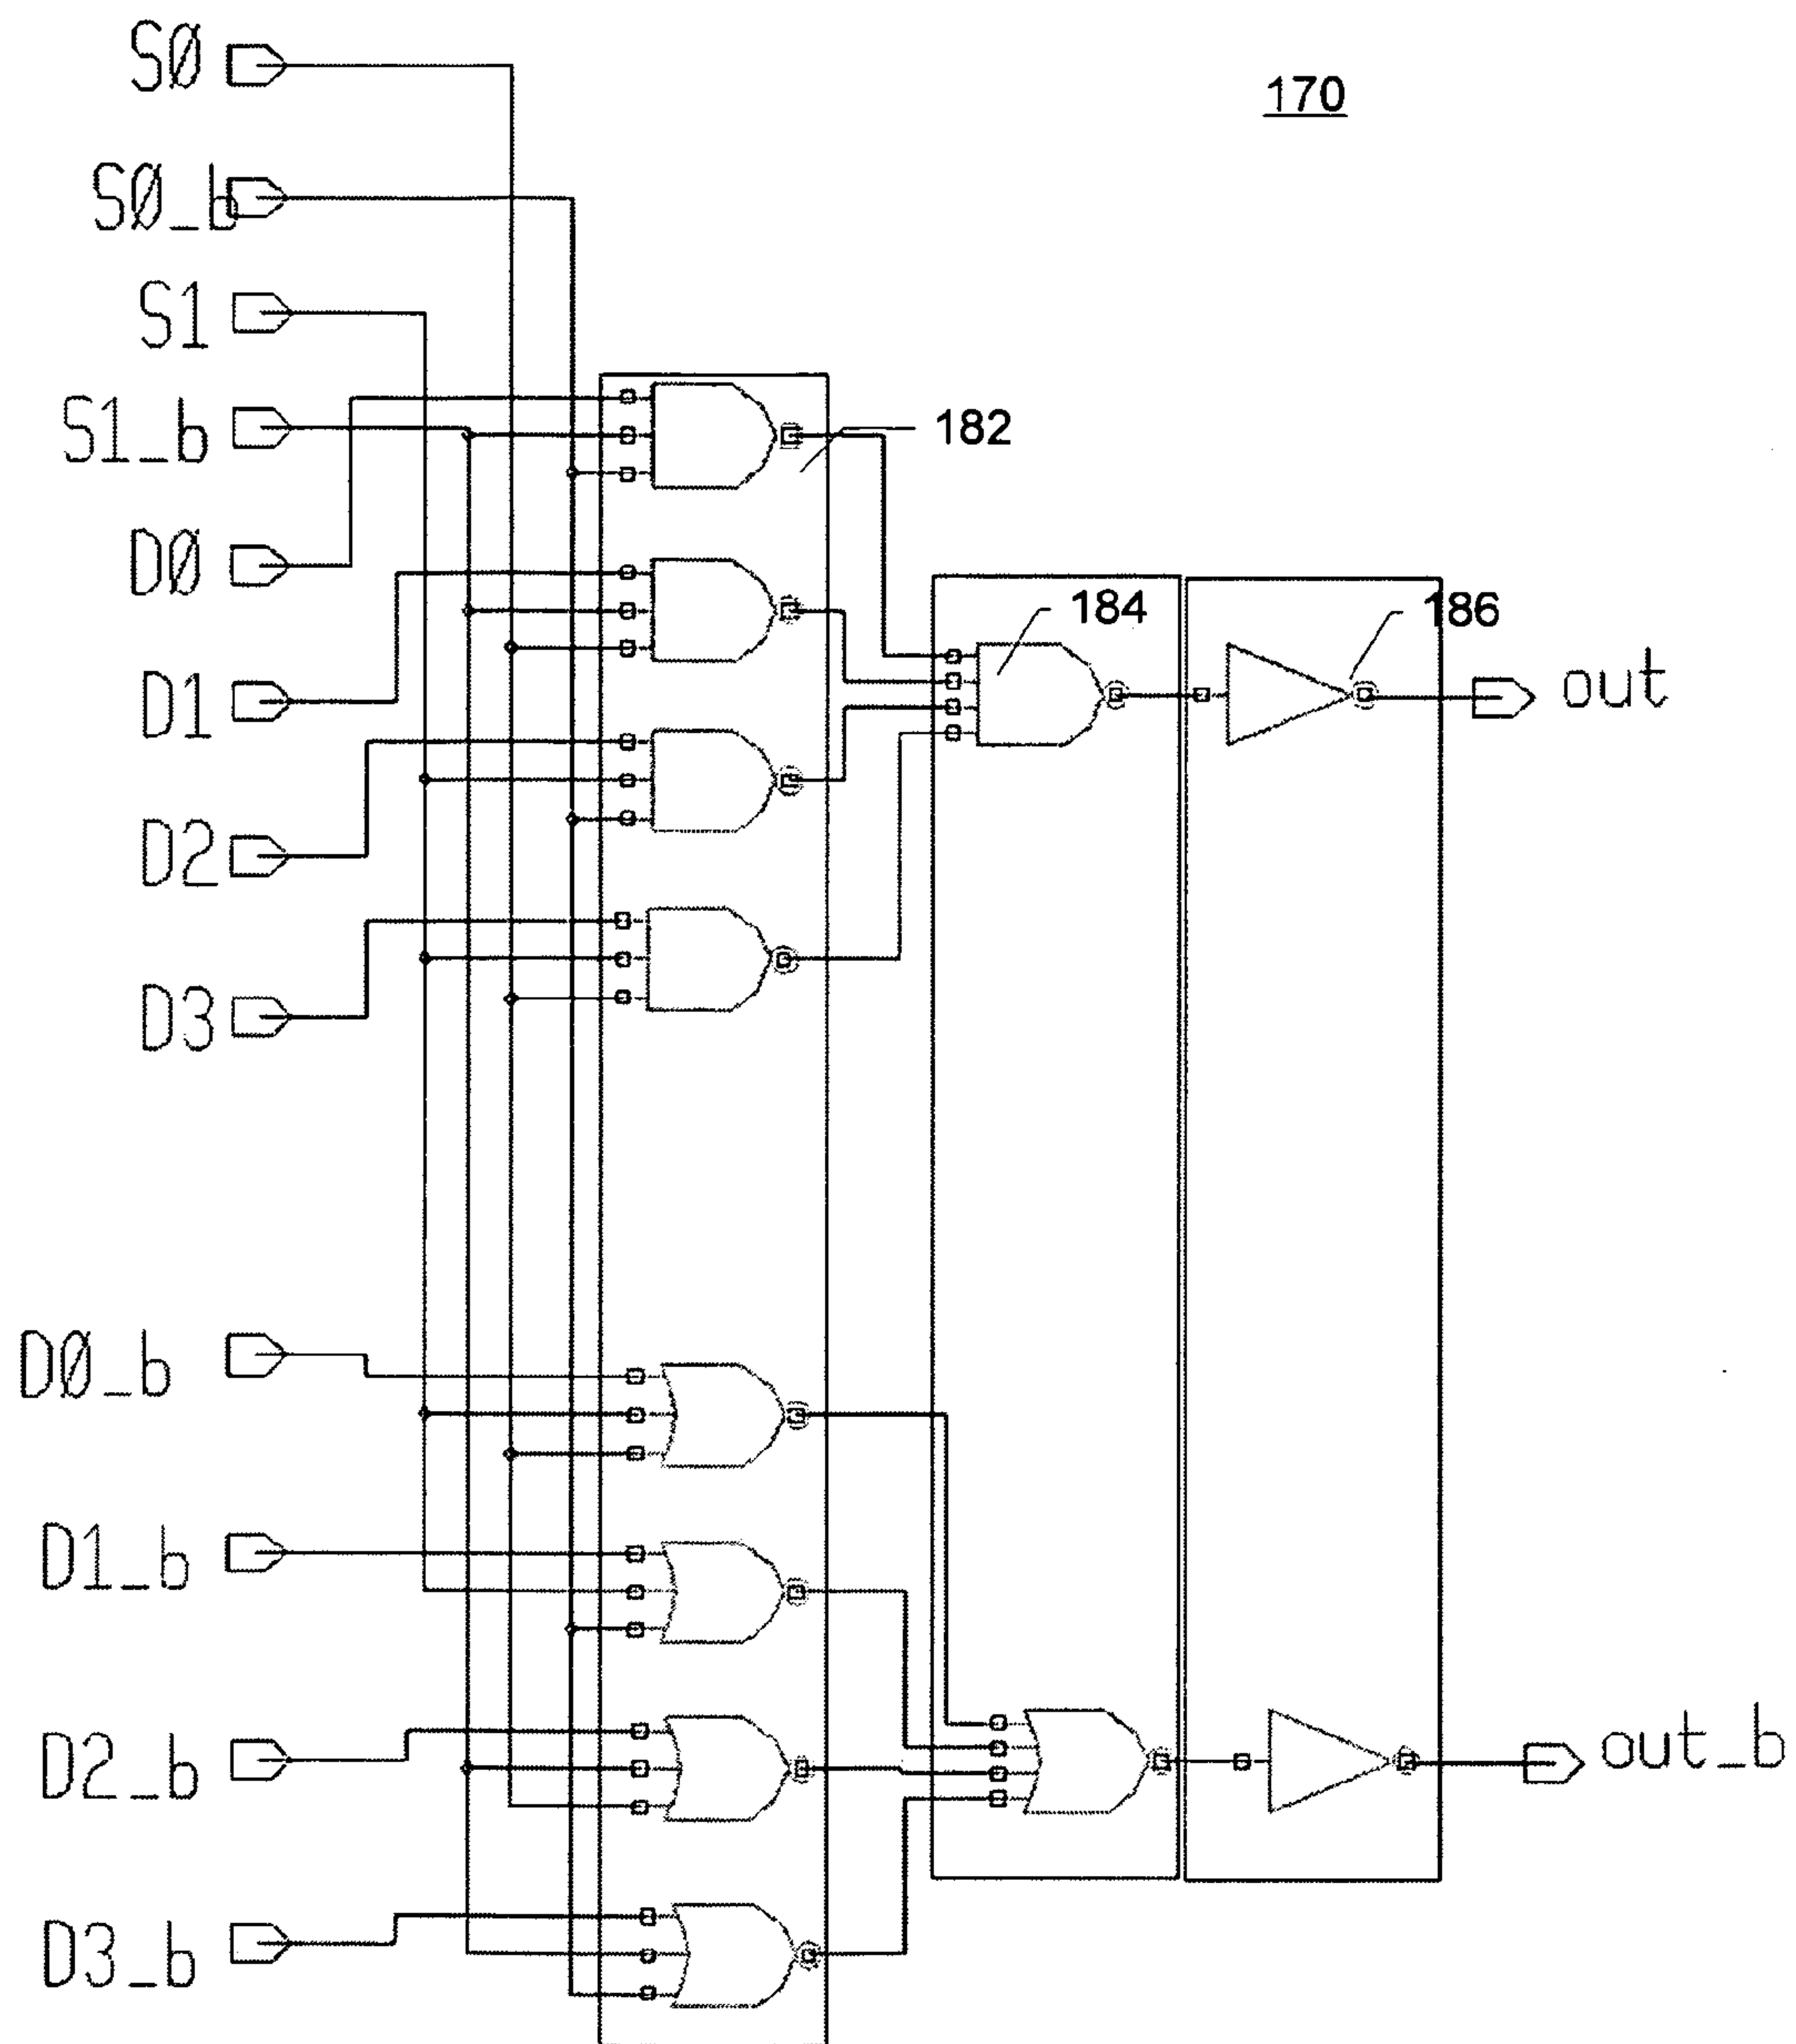 SØ
170
SØ_b
S1
S1_b
182
DØ
184
186
out
D1
D2
D3
DØ_b
D1_b
D2_b
out_b
D3_b